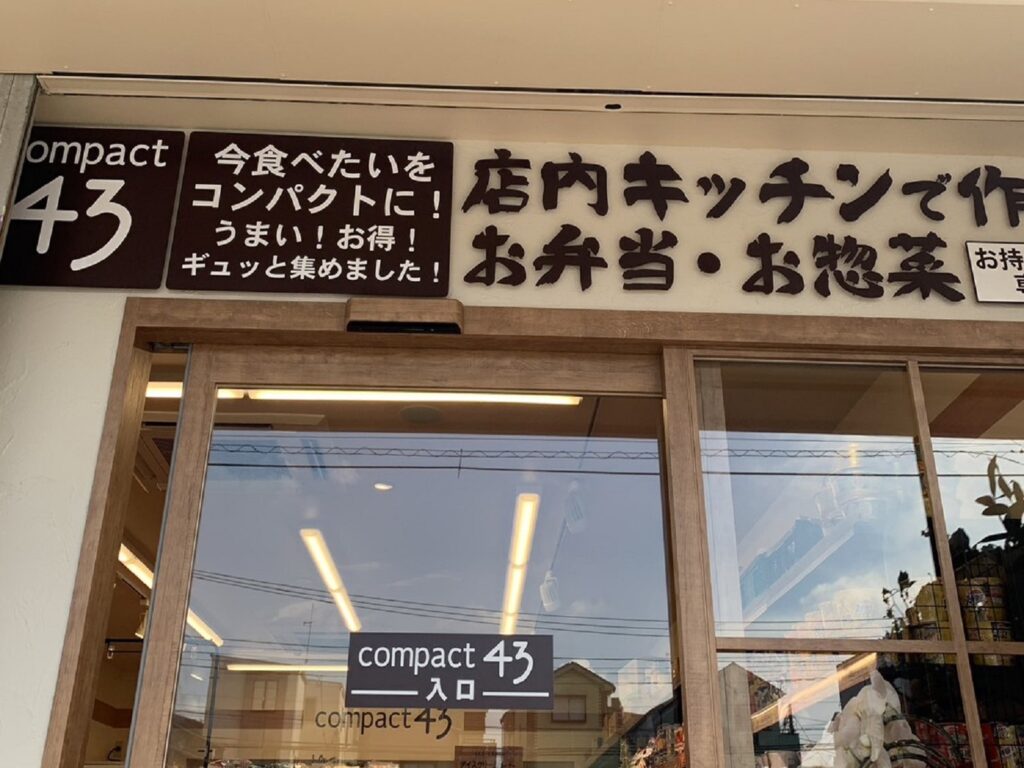 ompact
43
今食べたいを
コンパクトに!
うまい!お得!
ギュッと集めました!
店内キッチンで作
お弁当・お惣菜
お持
compact 43
入口
compact 43